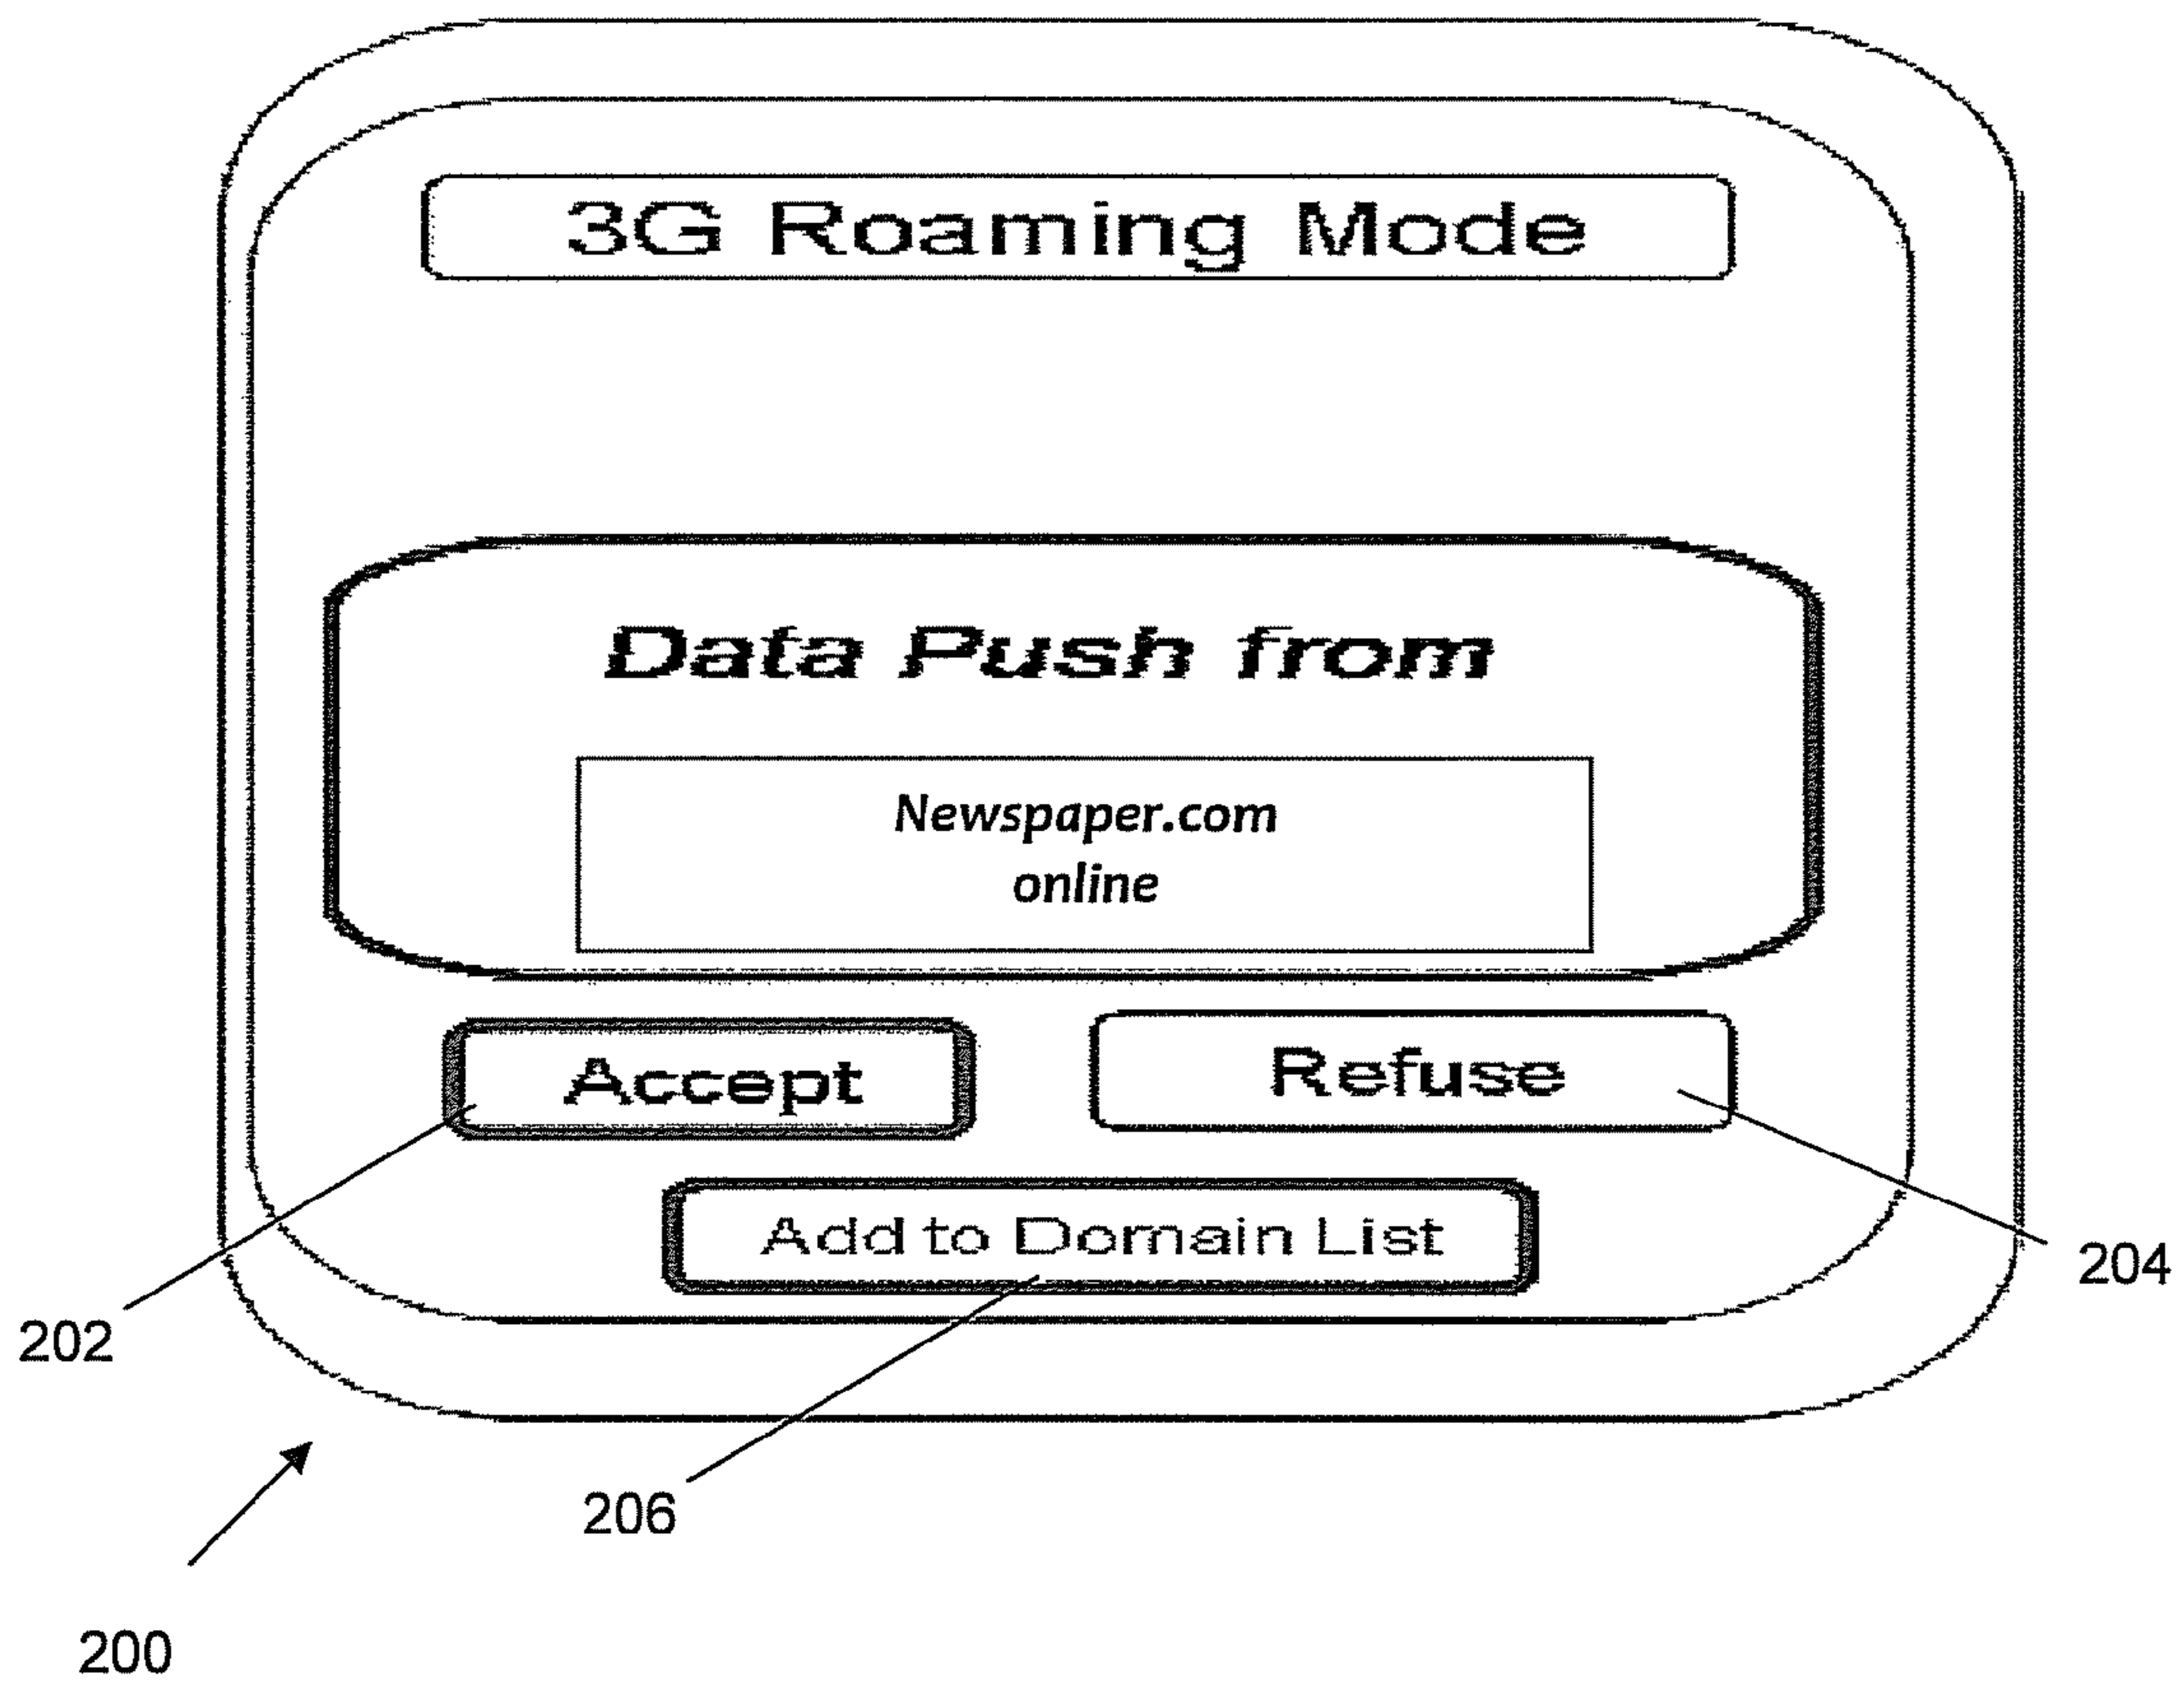 3G Roaming Mode
Data Push from
Newspaper.com
online
Accept
Refuse
Add to Domain List
202
204
206
200